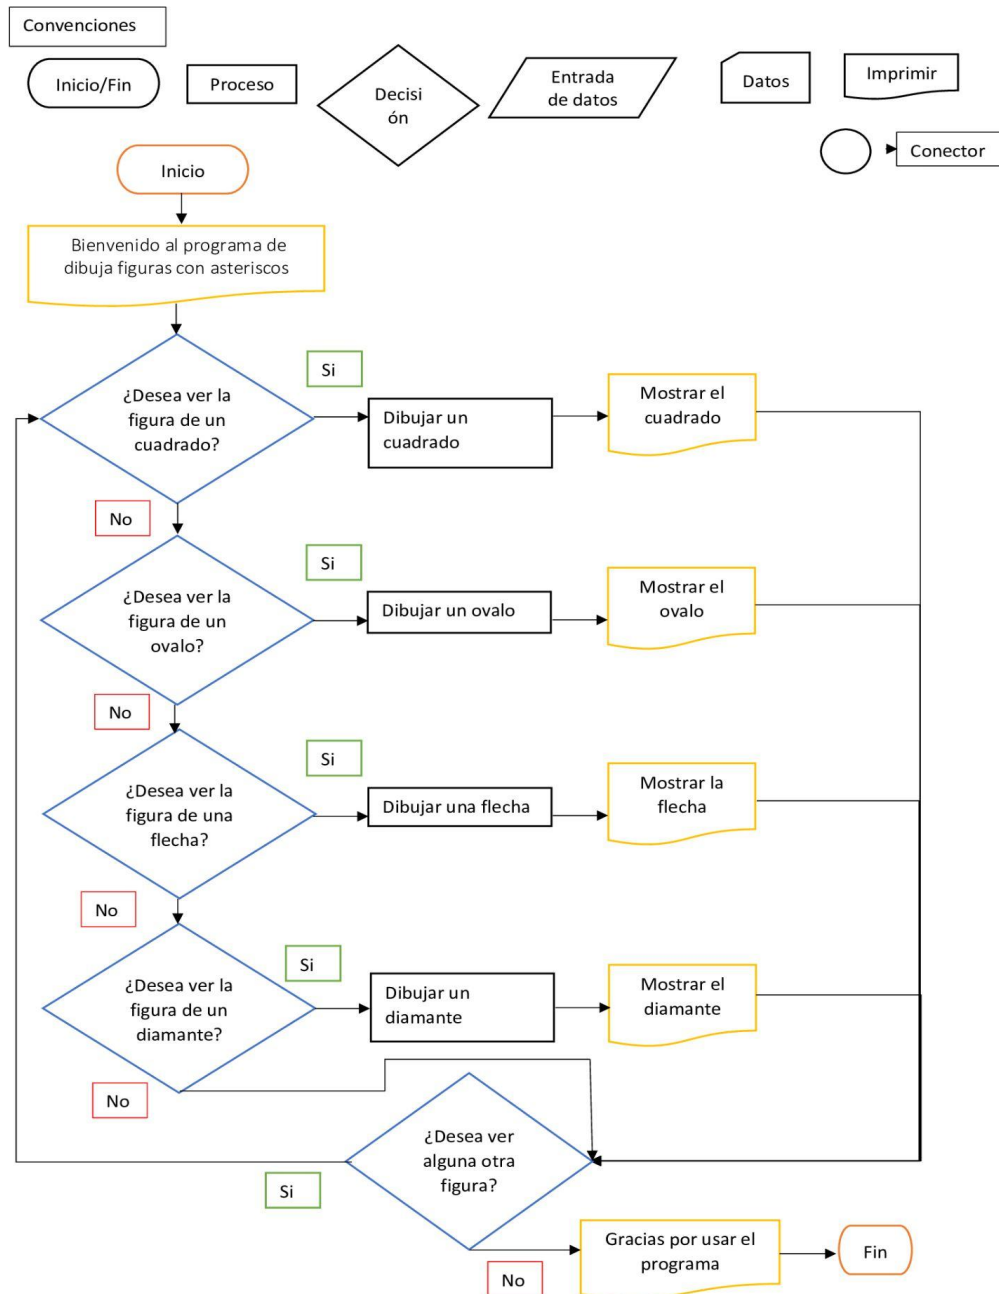 Convenciones
Inicio/Fin
Proceso
Decisi
ón
Entrada
de datos
Datos
Imprimir
Conector
Inicio
Bienvenido al programa de
dibuja figuras con asteriscos
¿Desea ver la
figura de un
cuadrado?
Si
Dibujar un
cuadrado
Mostrar el
cuadrado
No
¿Desea ver la
figura de un
ovalo?
Si
Dibujar un ovalo
Mostrar el
ovalo
No
¿Desea ver la
figura de una
flecha?
Si
Dibujar una flecha
Mostrar la
flecha
No
¿Desea ver la
figura de un
diamante?
Si
Dibujar un
diamante
Mostrar el
diamante
No
¿Desea ver
alguna otra
figura?
Si
No
Gracias por usar el
programa
Fin